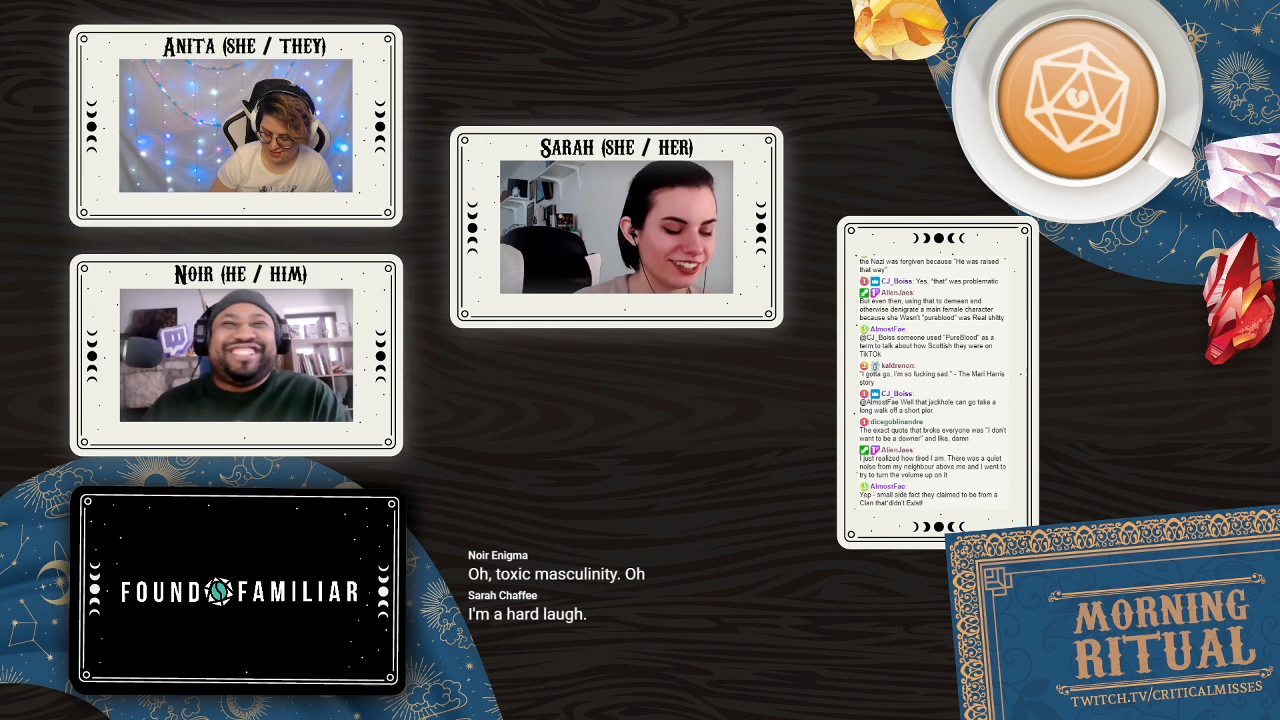 ANITA (SHE / THEY)
SARAH (SHE / HER)
NOIR (HE / HIM)
the Nazi was forgiven because "He was raised
that way"
CJ_Boiss: Yes, *that* was problematic
AlienJaes:
But even then, using that to demean and
otherwise denigrate a main female character
because she Wasn't "pureblood" was Real shitty
AlmostFae:
@CJ_Boiss someone used "PureBlood" as a
term to talk about how Scottish they were on
TikTOk
kaldrenon:
"I gotta go, I'm so fucking sad." - The Mari Harris
story
CJ_Boiss:
@AlmostFae Well that jackhole can go take a
long walk off a short pier.
dicegoblinandre:
The exact quote that broke everyone was "I don't
want to be a downer" and like, damn
AlienJaes:
I just realized how tired I am. There was a quiet
noise from my neighbour above me and I went to
try to turn the volume up on it
AlmostFae:
Yep - small side fact they claimed to be from a
Clan that didn't Exist!
FOUND FAMILIAR
Noir Enigma
Oh, toxic masculinity. Oh
Sarah Chaffee
I'm a hard laugh.
MORNING
RITUAL
TWITCH.TV/CRITICALMISSES